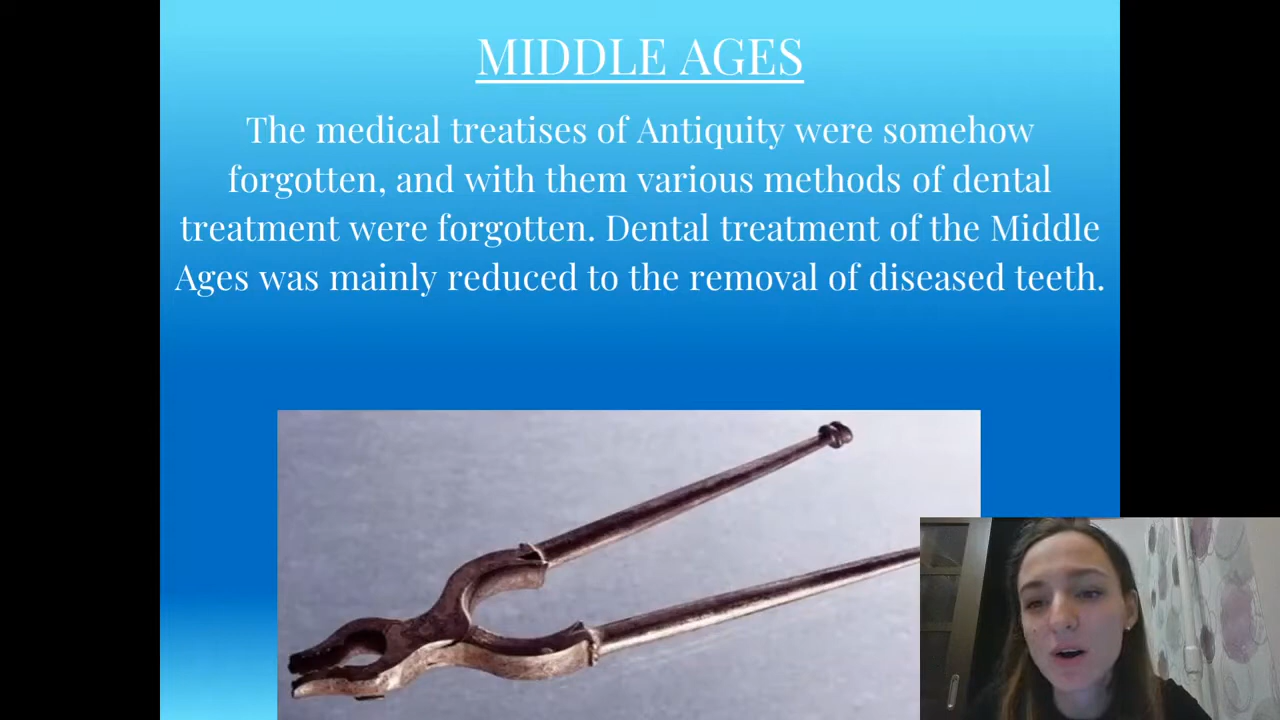 MIDDLE AGES
The medical treatises of Antiquity were somehow
forgotten, and with them various methods of dental
treatment were forgotten. Dental treatment of the Middle
Ages was mainly reduced to the removal of diseased teeth.